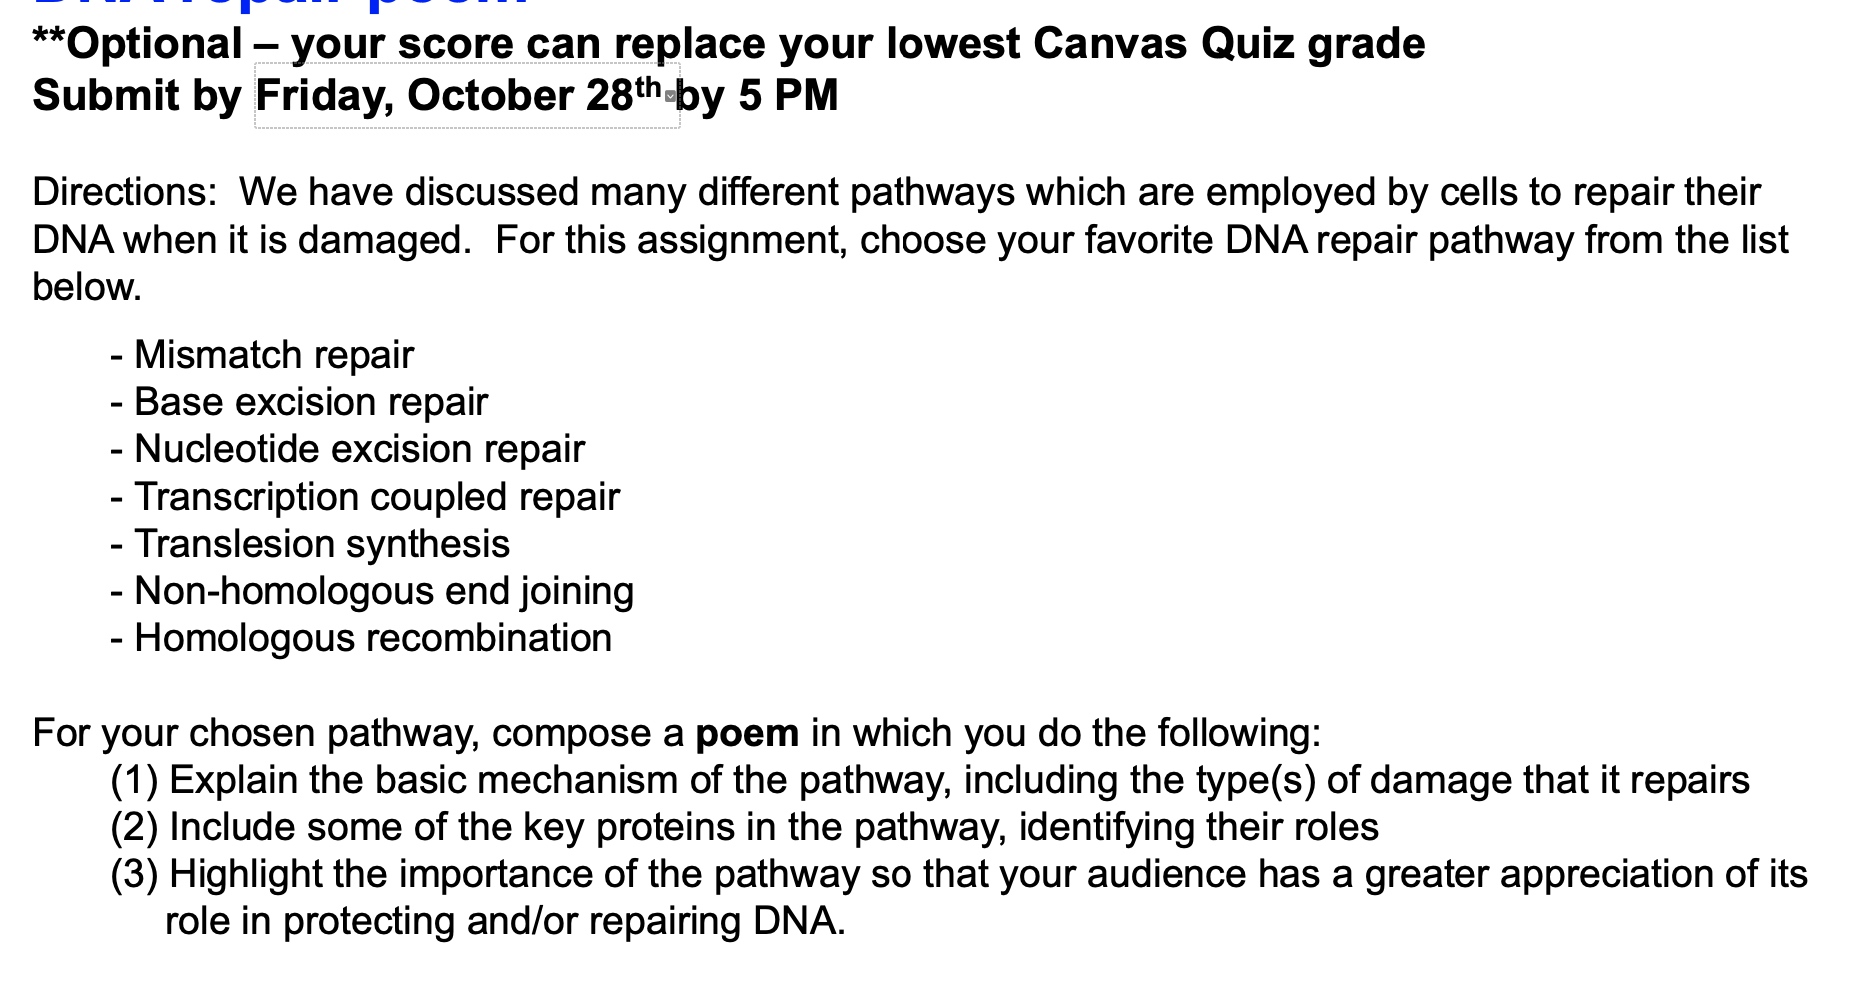 **Optional – your score can replace your lowest Canvas Quiz grade
Submit by Friday, October 28th by 5 PM
Directions:  We have discussed many different pathways which are employed by cells to repair their
DNA when it is damaged.  For this assignment, choose your favorite DNA repair pathway from the list
below.
- Mismatch repair
- Base excision repair
- Nucleotide excision repair
- Transcription coupled repair
- Translesion synthesis
- Non-homologous end joining
- Homologous recombination
For your chosen pathway, compose a poem in which you do the following:
(1) Explain the basic mechanism of the pathway, including the type(s) of damage that it repairs
(2) Include some of the key proteins in the pathway, identifying their roles
(3) Highlight the importance of the pathway so that your audience has a greater appreciation of its
role in protecting and/or repairing DNA.